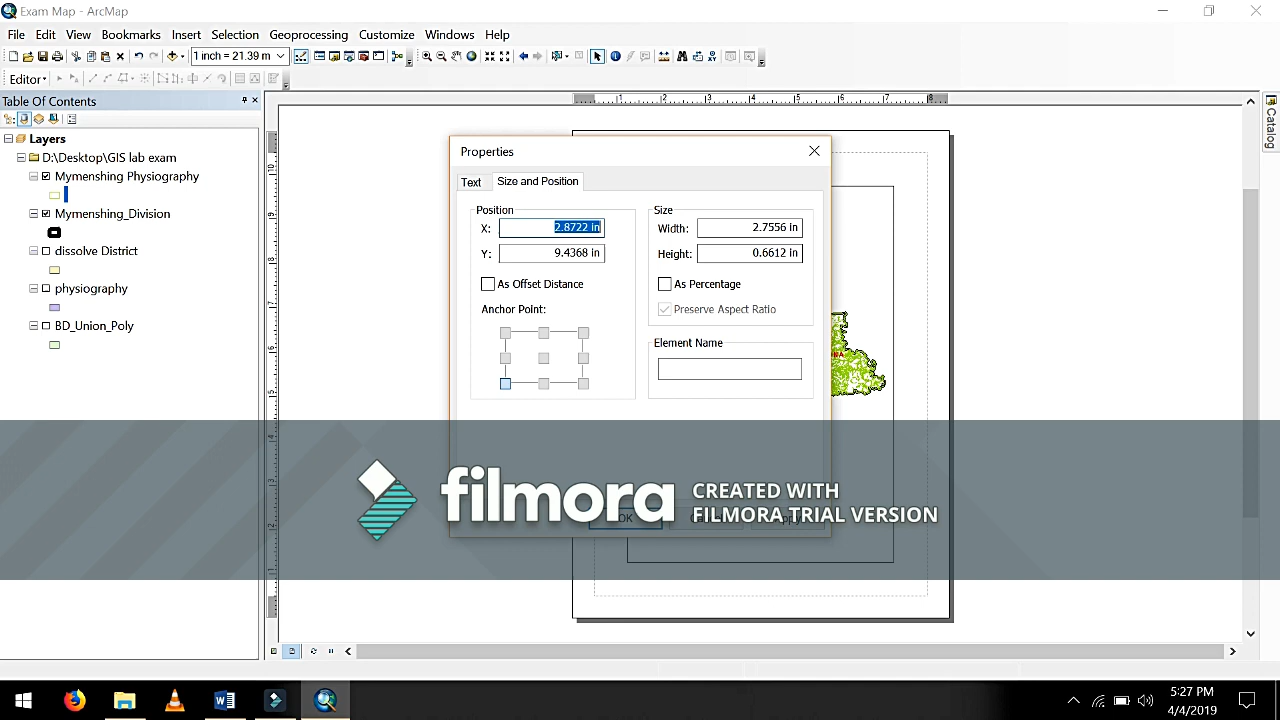 Exam Map - ArcMap
File Edit View Bookmarks Insert Selection Geoprocessing Customize Windows Help
1 inch = 21.39 m
Editor
Table Of Contents
Layers
D:\Desktop\GIS lab exam
Mymenshing Physiography
Mymenshing_Division
dissolve District
physiography
BD_Union_Poly
Catalog
Properties
Text Size and Position
Position
X: 2.8722 in
Y: 9.4368 in
As Offset Distance
Anchor Point:
Size
Width: 2.7556 in
Height: 0.6612 in
As Percentage
Preserve Aspect Ratio
Element Name
OK
filmora
CREATED WITH
FILMORA TRIAL VERSION
5:27 PM
4/4/2019